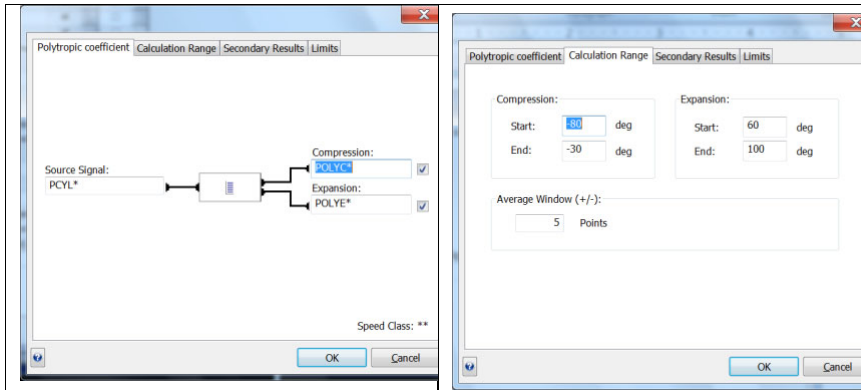 Polytropic coefficient Calculation Range Secondary Results Limits
Compression:
POLYC*
Source Signal:
PCYL*
Expansion:
POLYE*
Speed Class: **
OK Cancel
Polytropic coefficient Calculation Range Secondary Results Limits
Compression:
Start: -80 deg
End: -30 deg
Expansion:
Start: 60 deg
End: 100 deg
Average Window (+/-):
5 Points
OK Cancel